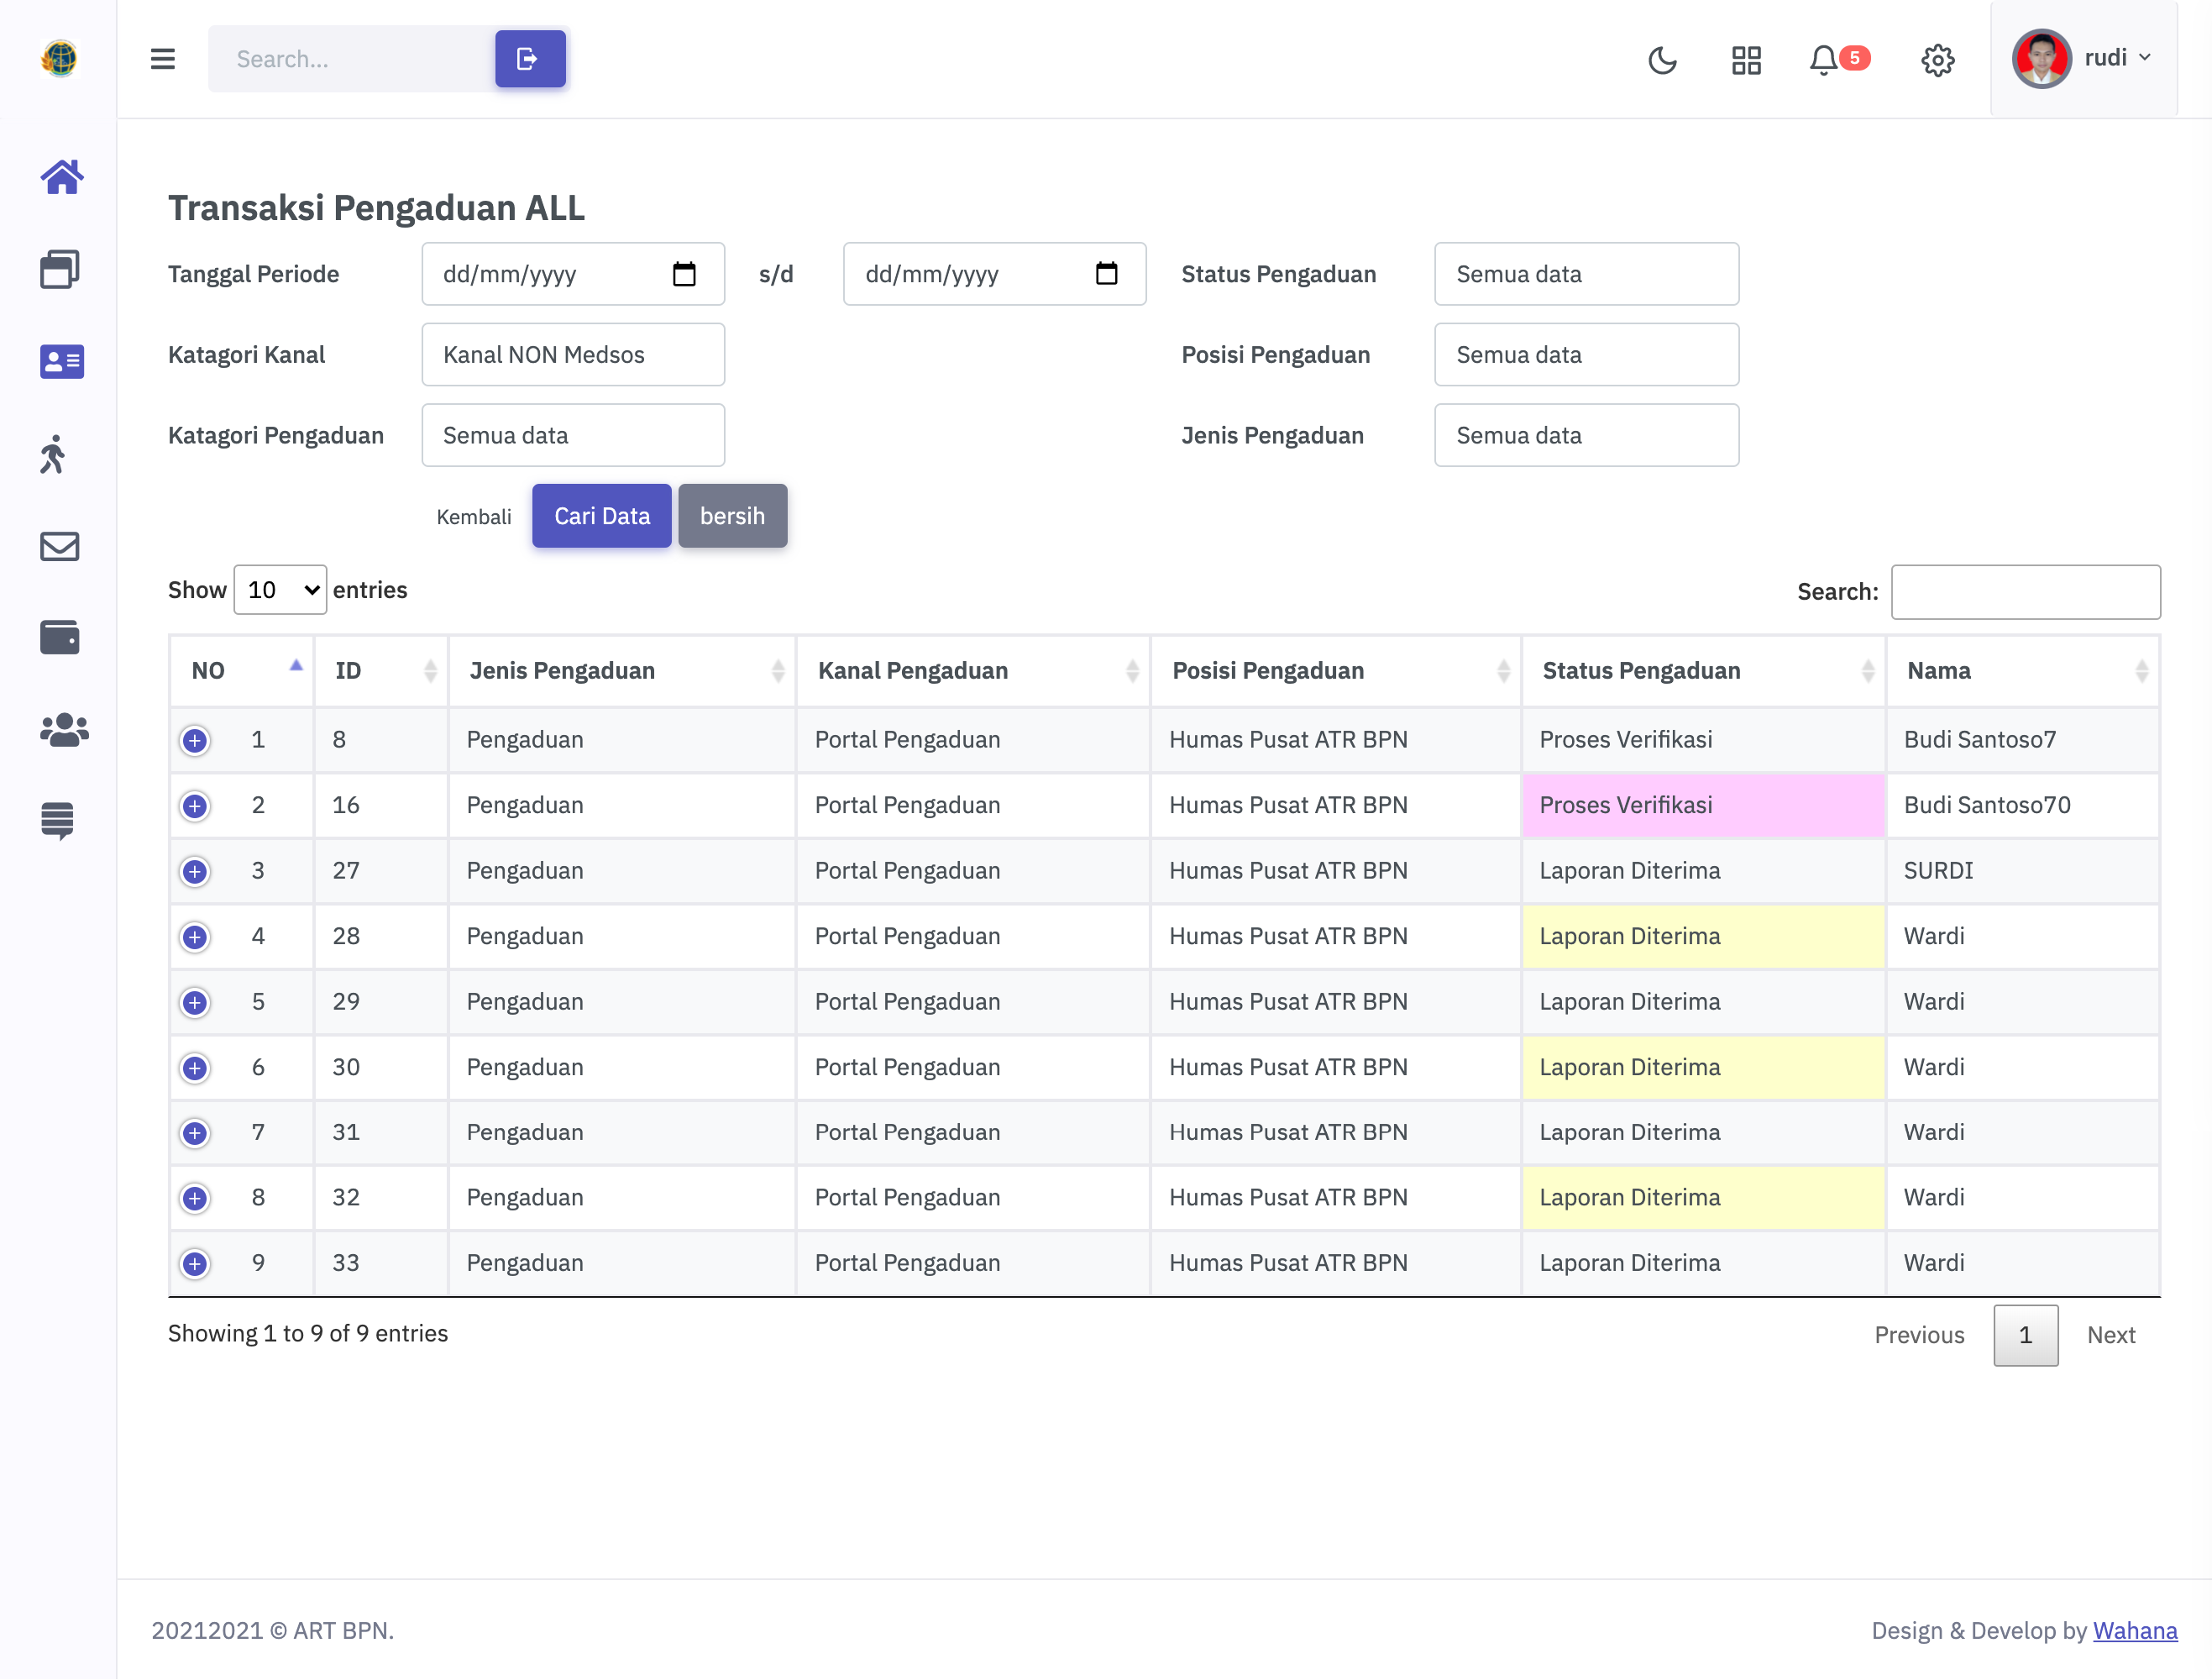 Search...
5
rudi
Transaksi Pengaduan ALL
Tanggal Periode dd/mm/yyyy s/d dd/mm/yyyy Status Pengaduan Semua data
Katagori Kanal Kanal NON Medsos Posisi Pengaduan Semua data
Katagori Pengaduan Semua data Jenis Pengaduan Semua data
Kembali Cari Data bersih
Show 10 entries Search:
NO ID Jenis Pengaduan Kanal Pengaduan Posisi Pengaduan Status Pengaduan Nama
1 8 Pengaduan Portal Pengaduan Humas Pusat ATR BPN Proses Verifikasi Budi Santoso7
2 16 Pengaduan Portal Pengaduan Humas Pusat ATR BPN Proses Verifikasi Budi Santoso70
3 27 Pengaduan Portal Pengaduan Humas Pusat ATR BPN Laporan Diterima SURDI
4 28 Pengaduan Portal Pengaduan Humas Pusat ATR BPN Laporan Diterima Wardi
5 29 Pengaduan Portal Pengaduan Humas Pusat ATR BPN Laporan Diterima Wardi
6 30 Pengaduan Portal Pengaduan Humas Pusat ATR BPN Laporan Diterima Wardi
7 31 Pengaduan Portal Pengaduan Humas Pusat ATR BPN Laporan Diterima Wardi
8 32 Pengaduan Portal Pengaduan Humas Pusat ATR BPN Laporan Diterima Wardi
9 33 Pengaduan Portal Pengaduan Humas Pusat ATR BPN Laporan Diterima Wardi
Showing 1 to 9 of 9 entries Previous 1 Next
20212021 © ART BPN. Design & Develop by Wahana